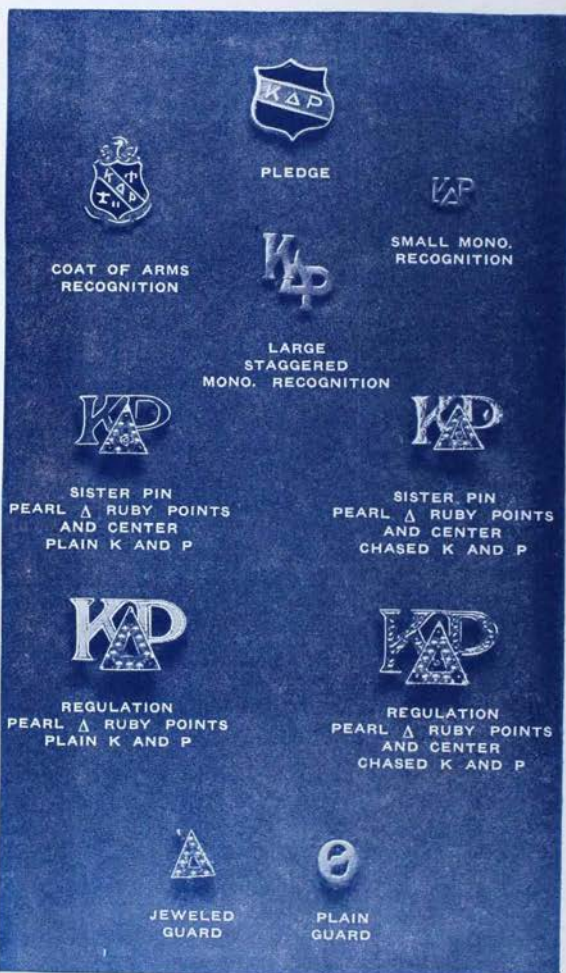 ΚΔΡ
PLEDGE
ΚΔΡ
COAT OF ARMS
RECOGNITION
ΚΔΡ
SMALL MONO.
RECOGNITION
ΚΔΡ
LARGE
STAGGERED
MONO. RECOGNITION
ΚΔΡ
SISTER PIN
PEARL Δ RUBY POINTS
AND CENTER
PLAIN K AND P
ΚΔΡ
SISTER PIN
PEARL Δ RUBY POINTS
AND CENTER
CHASED K AND P
ΚΔΡ
REGULATION
PEARL Δ RUBY POINTS
PLAIN K AND P
ΚΔΡ
REGULATION
PEARL Δ RUBY POINTS
AND CENTER
CHASED K AND P
Δ
JEWELED
GUARD
Θ
PLAIN
GUARD